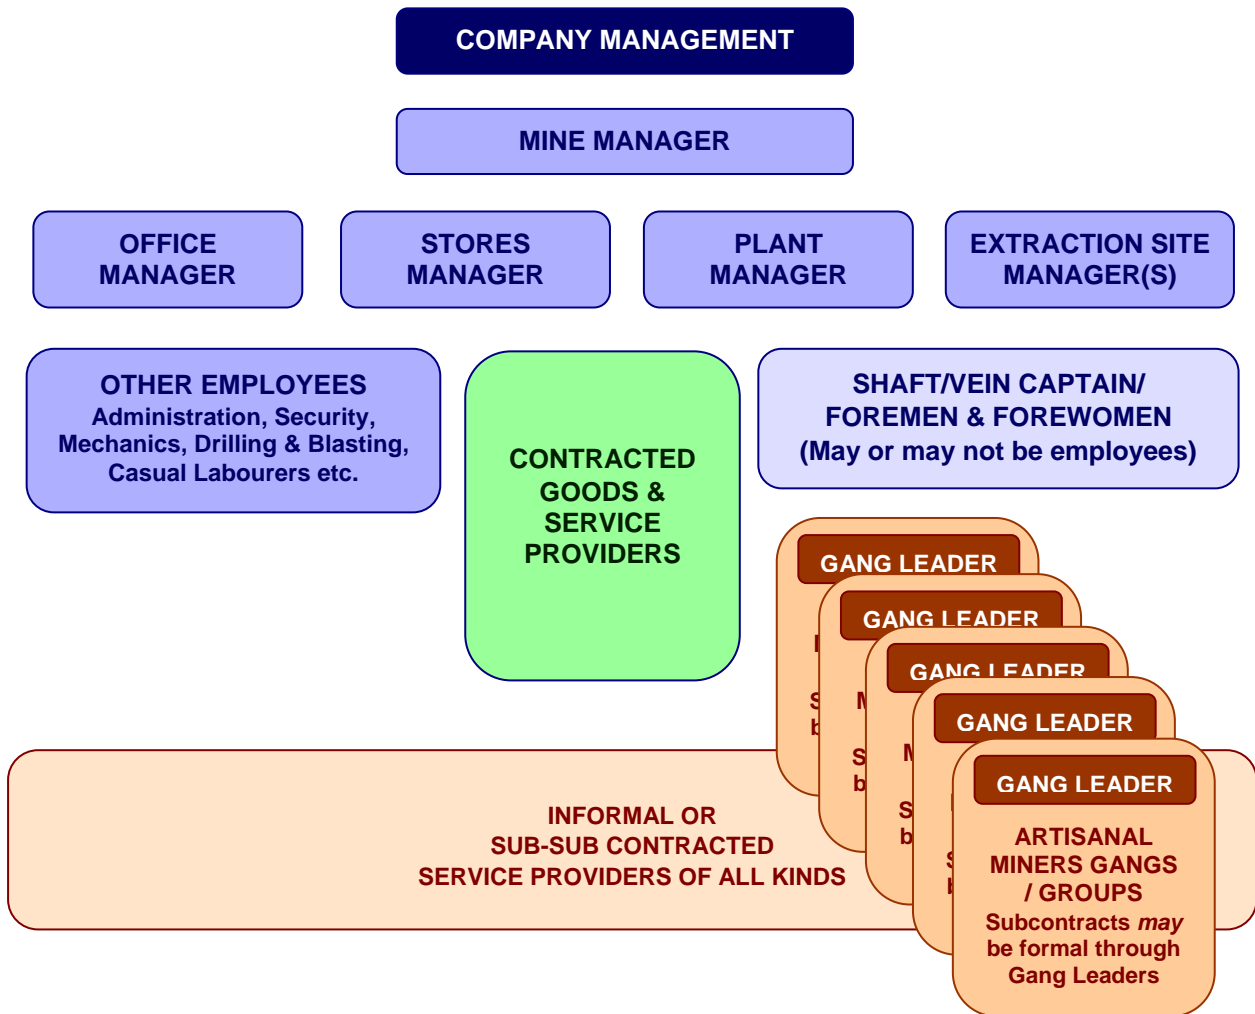 COMPANY MANAGEMENT
MINE MANAGER
OFFICE
MANAGER
STORES
MANAGER
PLANT
MANAGER
EXTRACTION SITE
MANAGER(S)
OTHER EMPLOYEES
Administration, Security,
Mechanics, Drilling & Blasting,
Casual Labourers etc.
CONTRACTED
GOODS &
SERVICE
PROVIDERS
SHAFT/VEIN CAPTAIN/
FOREMEN & FOREWOMEN
(May or may not be employees)
GANG LEADER
GANG LEADER
GANG LEADER
GANG LEADER
GANG LEADER
ARTISANAL
MINERS GANGS
/ GROUPS
Subcontracts may
be formal through
Gang Leaders
INFORMAL OR
SUB-SUB CONTRACTED
SERVICE PROVIDERS OF ALL KINDS